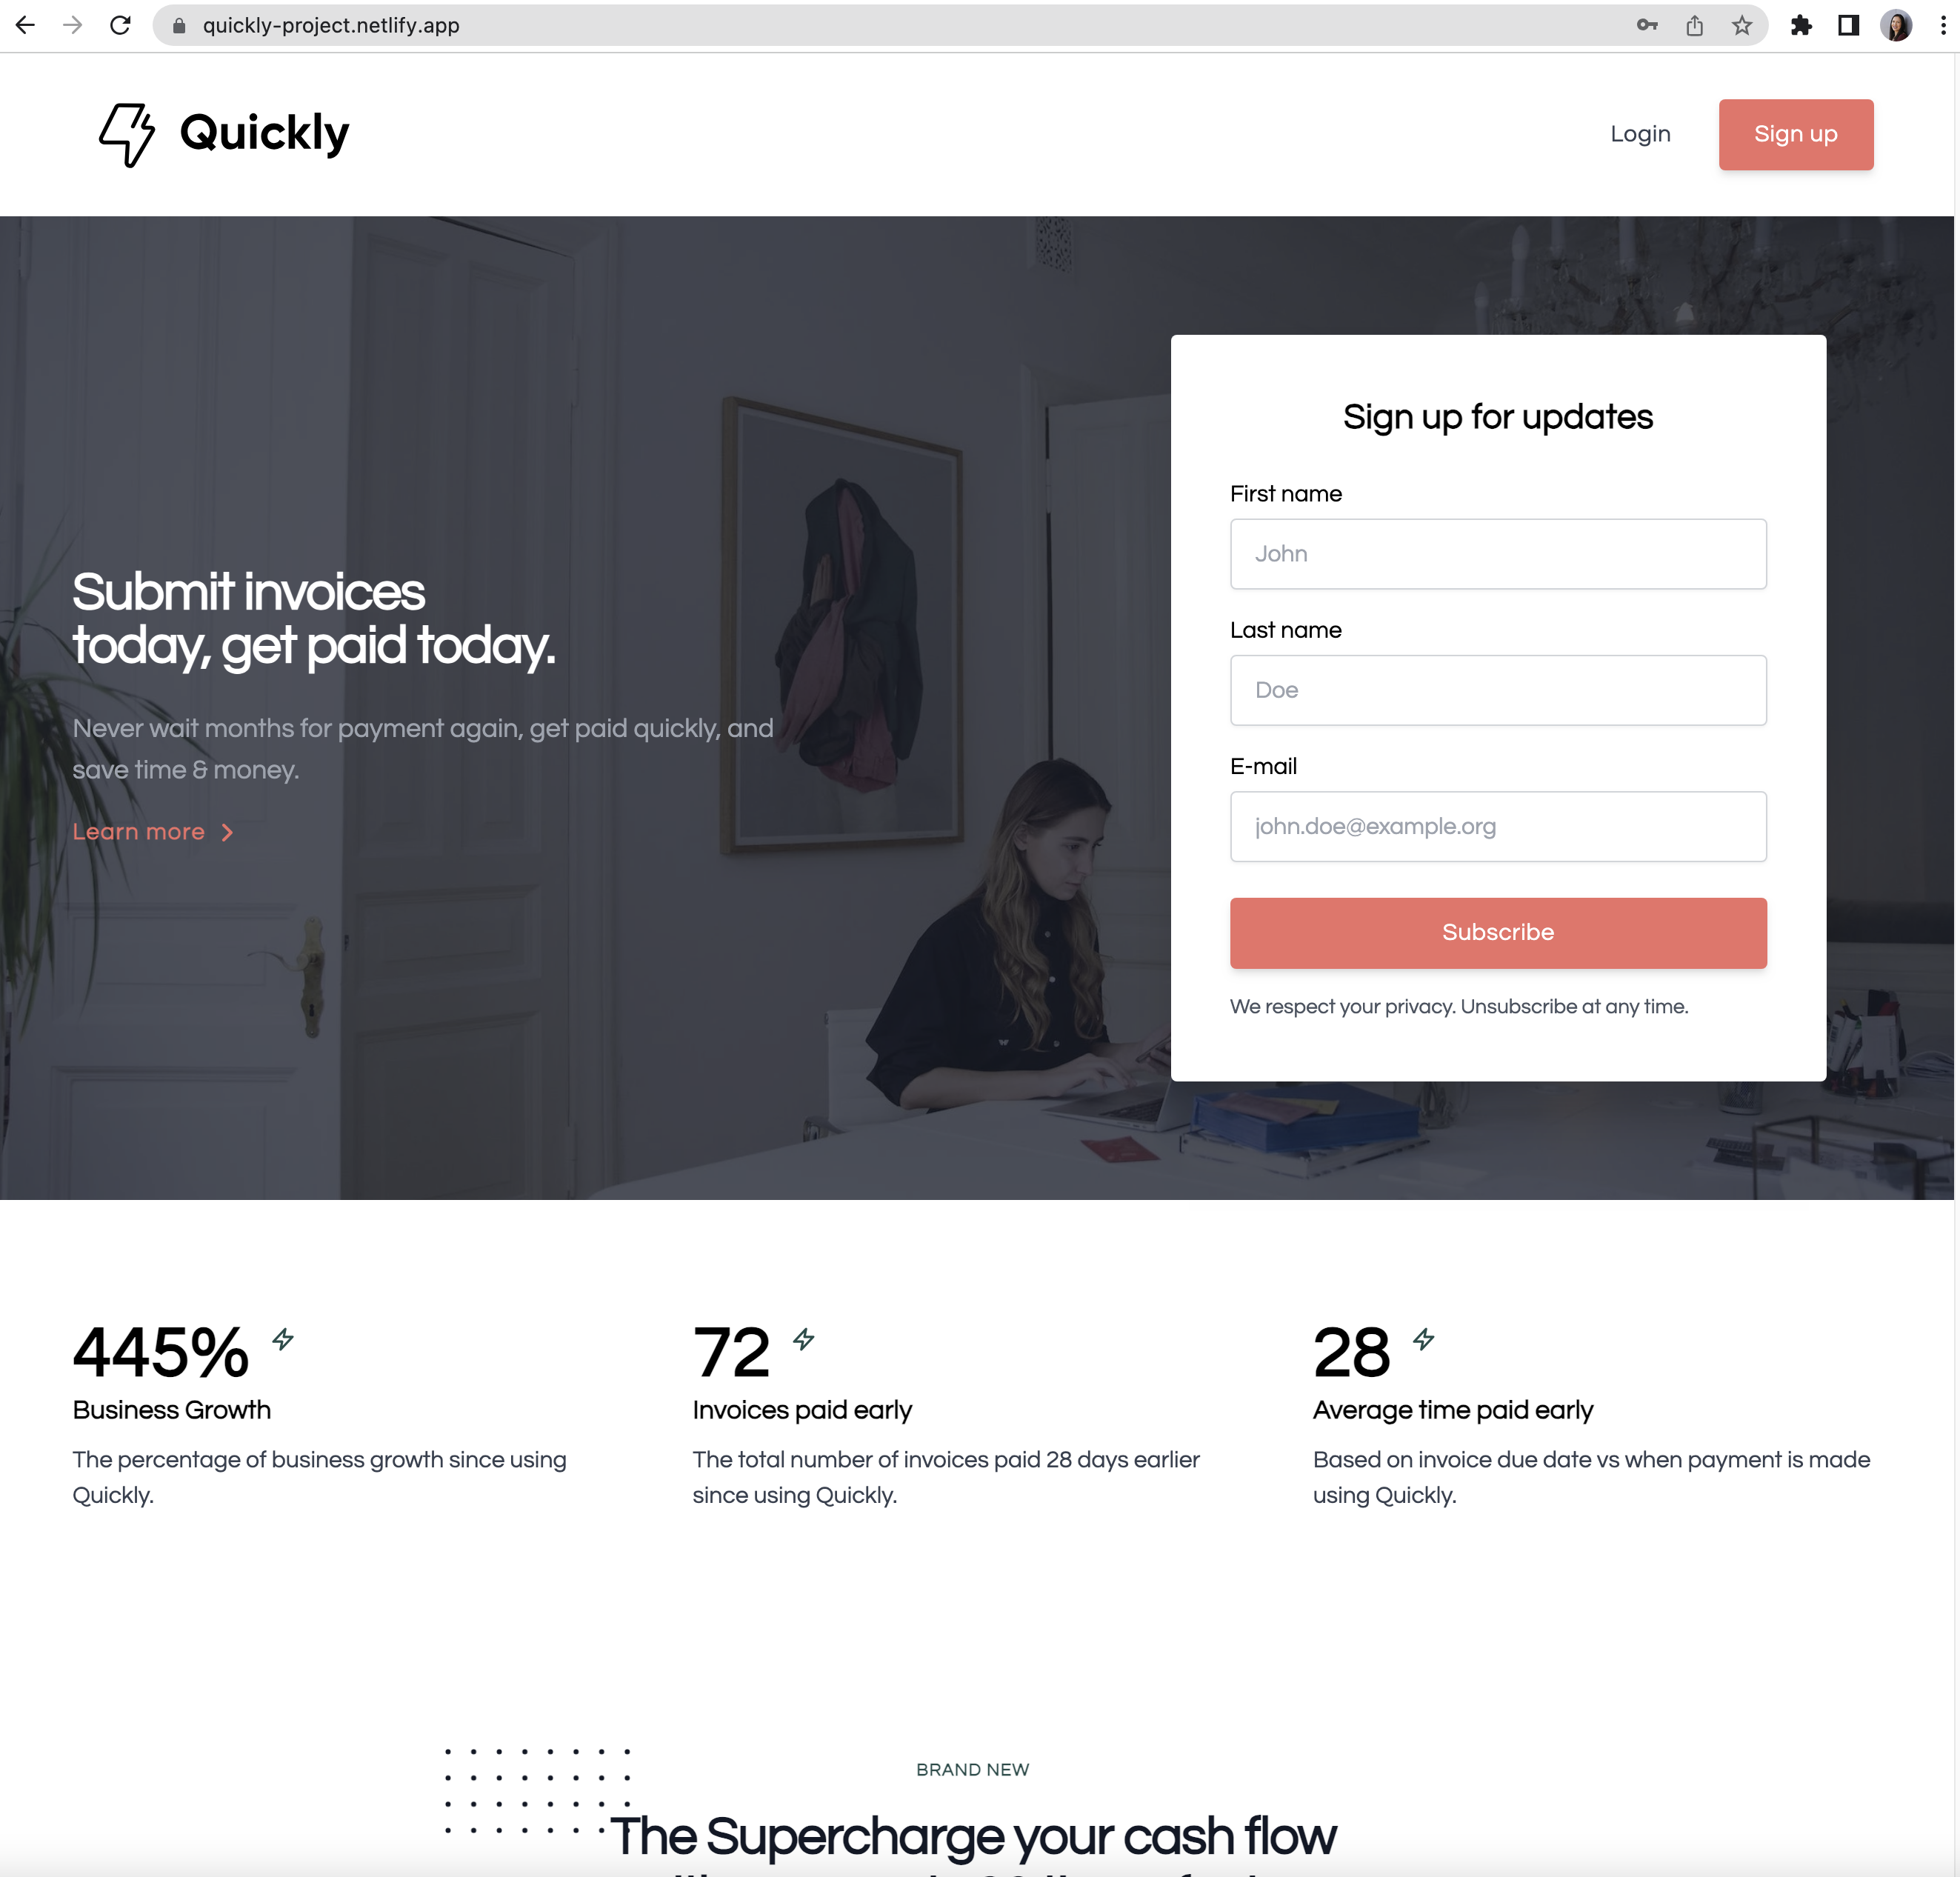 quickly-project.netlify.app
Quickly
Login
Sign up
Submit invoices
today, get paid today.
Never wait months for payment again, get paid quickly, and
save time & money.
Learn more
Sign up for updates
First name
John
Last name
Doe
E-mail
john.doe@example.org
Subscribe
We respect your privacy. Unsubscribe at any time.
445%
Business Growth
The percentage of business growth since using
Quickly.
72
Invoices paid early
The total number of invoices paid 28 days earlier
since using Quickly.
28
Average time paid early
Based on invoice due date vs when payment is made
using Quickly.
BRAND NEW
The Supercharge your cash flow